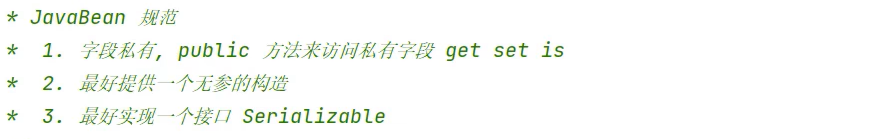 * JavaBean 规范
*  1. 字段私有, public 方法来访问私有字段 get set is
*  2. 最好提供一个无参的构造
*  3. 最好实现一个接口 Serializable